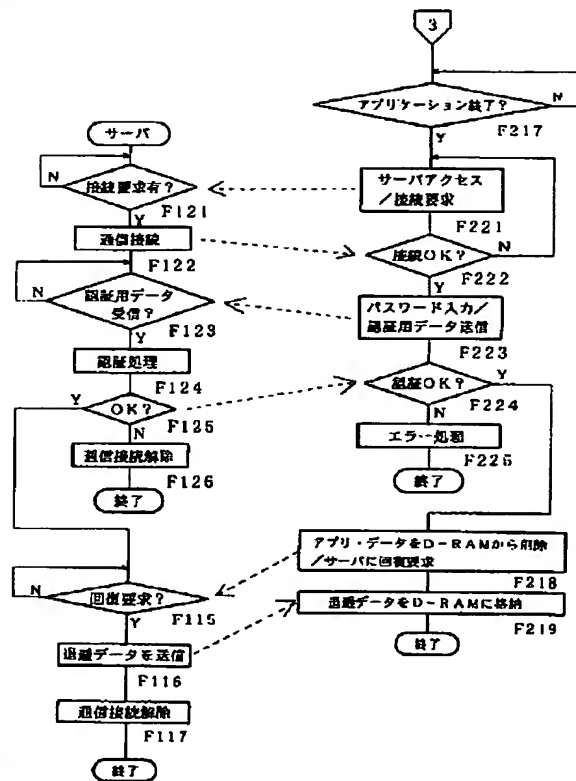 サーバ
N
接続要求有?
F121
Y
通信接続
F122
N
認証用データ
受信?
F123
Y
認証処理
F124
Y
OK?
F125
N
通信接続解除
F126
終了
N
回復要求?
F115
Y
退避データを送信
F116
通信接続解除
F117
終了
3
アプリケーション終了?
N
F217
Y
サーバアクセス
/接続要求
F221
接続OK?
N
F222
Y
パスワード入力/
認証用データ送信
F223
認証OK?
Y
F224
N
エラー処理
F225
終了
アプリ・データをD-RAMから削除
/サーバに回復要求
F218
退避データをD-RAMに格納
F219
終了